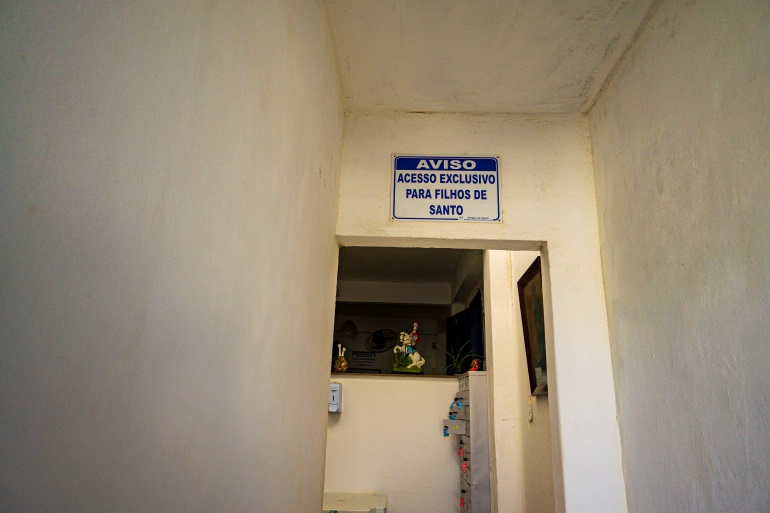 AVISO
ACESSO EXCLUSIVO
PARA FILHOS DE
SANTO